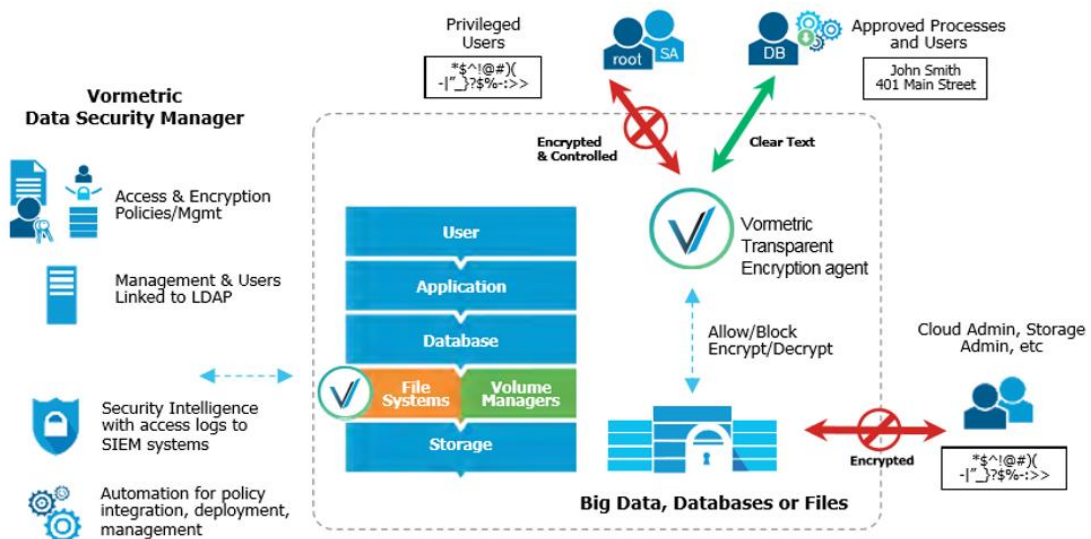 Privileged
Users
*$^!@#)(
-|"_}?$%-:>>
root
SA
DB
Approved Processes
and Users
John Smith
401 Main Street
Vormetric
Data Security Manager
Access & Encryption
Policies/Mgmt
Management & Users
Linked to LDAP
Security Intelligence
with access logs to
SIEM systems
Automation for policy
integration, deployment,
management
Encrypted
& Controlled
Clear Text
User
Application
Database
File
Systems
Volume
Managers
Storage
Vormetric
Transparent
Encryption agent
Allow/Block
Encrypt/Decrypt
Big Data, Databases or Files
Cloud Admin, Storage
Admin, etc
Encrypted
*$^!@#)(
-|"_}?$%-:>>